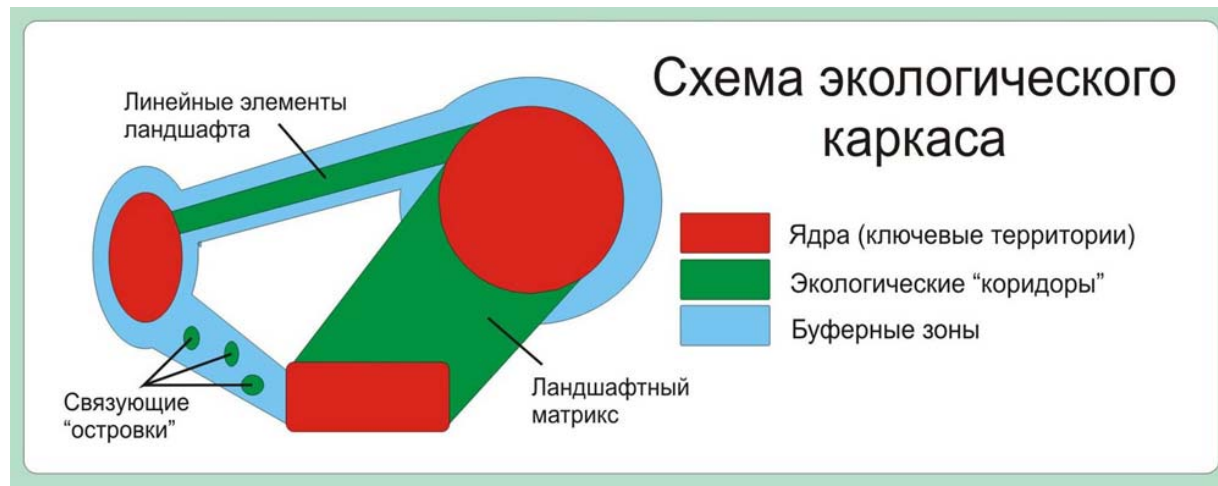 Схема экологического
каркаса
Линейные элементы
ландшафта
Ядра (ключевые территории)
Экологические “коридоры”
Буферные зоны
Ландшафтный
матрикс
Связующие
“островки”